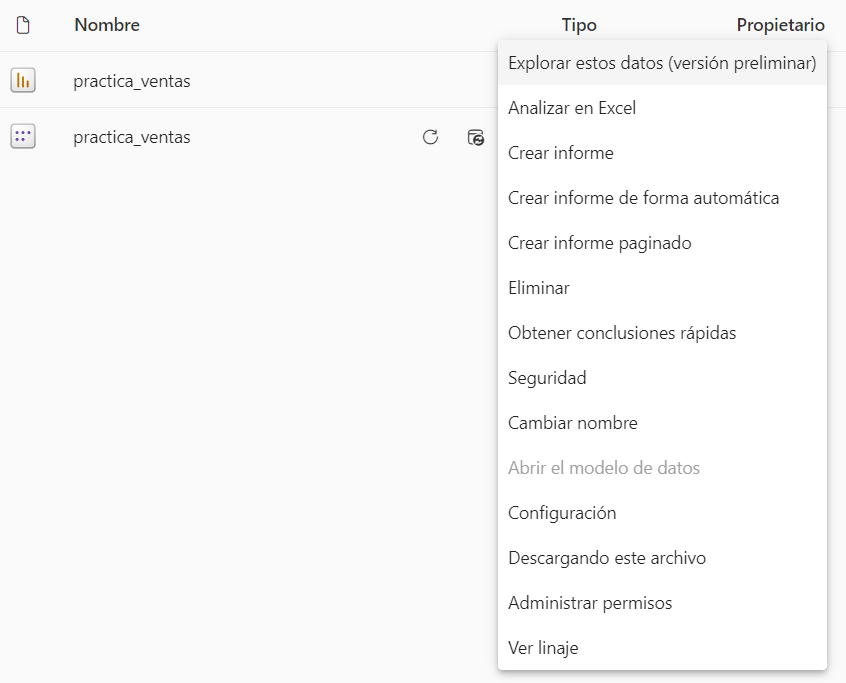 Nombre Tipo Propietario
practica_ventas
practica_ventas
Explorar estos datos (versión preliminar)
Analizar en Excel
Crear informe
Crear informe de forma automática
Crear informe paginado
Eliminar
Obtener conclusiones rápidas
Seguridad
Cambiar nombre
Abrir el modelo de datos
Configuración
Descargando este archivo
Administrar permisos
Ver linaje